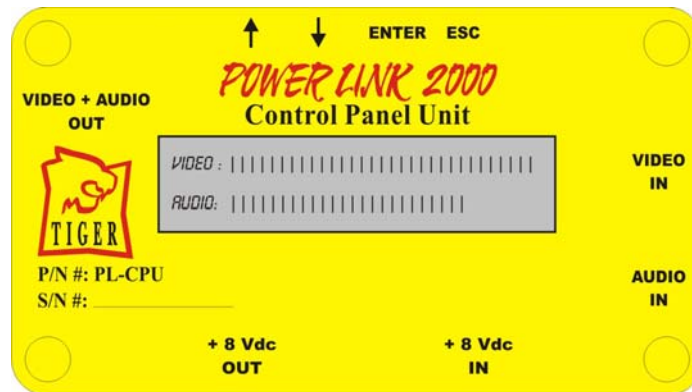 ENTER ESC
POWER LINK 2000
Control Panel Unit
VIDEO + AUDIO
OUT
VIDEO :
AUDIO:
VIDEO
IN
TIGER
P/N #: PL-CPU
S/N #:
AUDIO
IN
+ 8 Vdc
OUT
+ 8 Vdc
IN